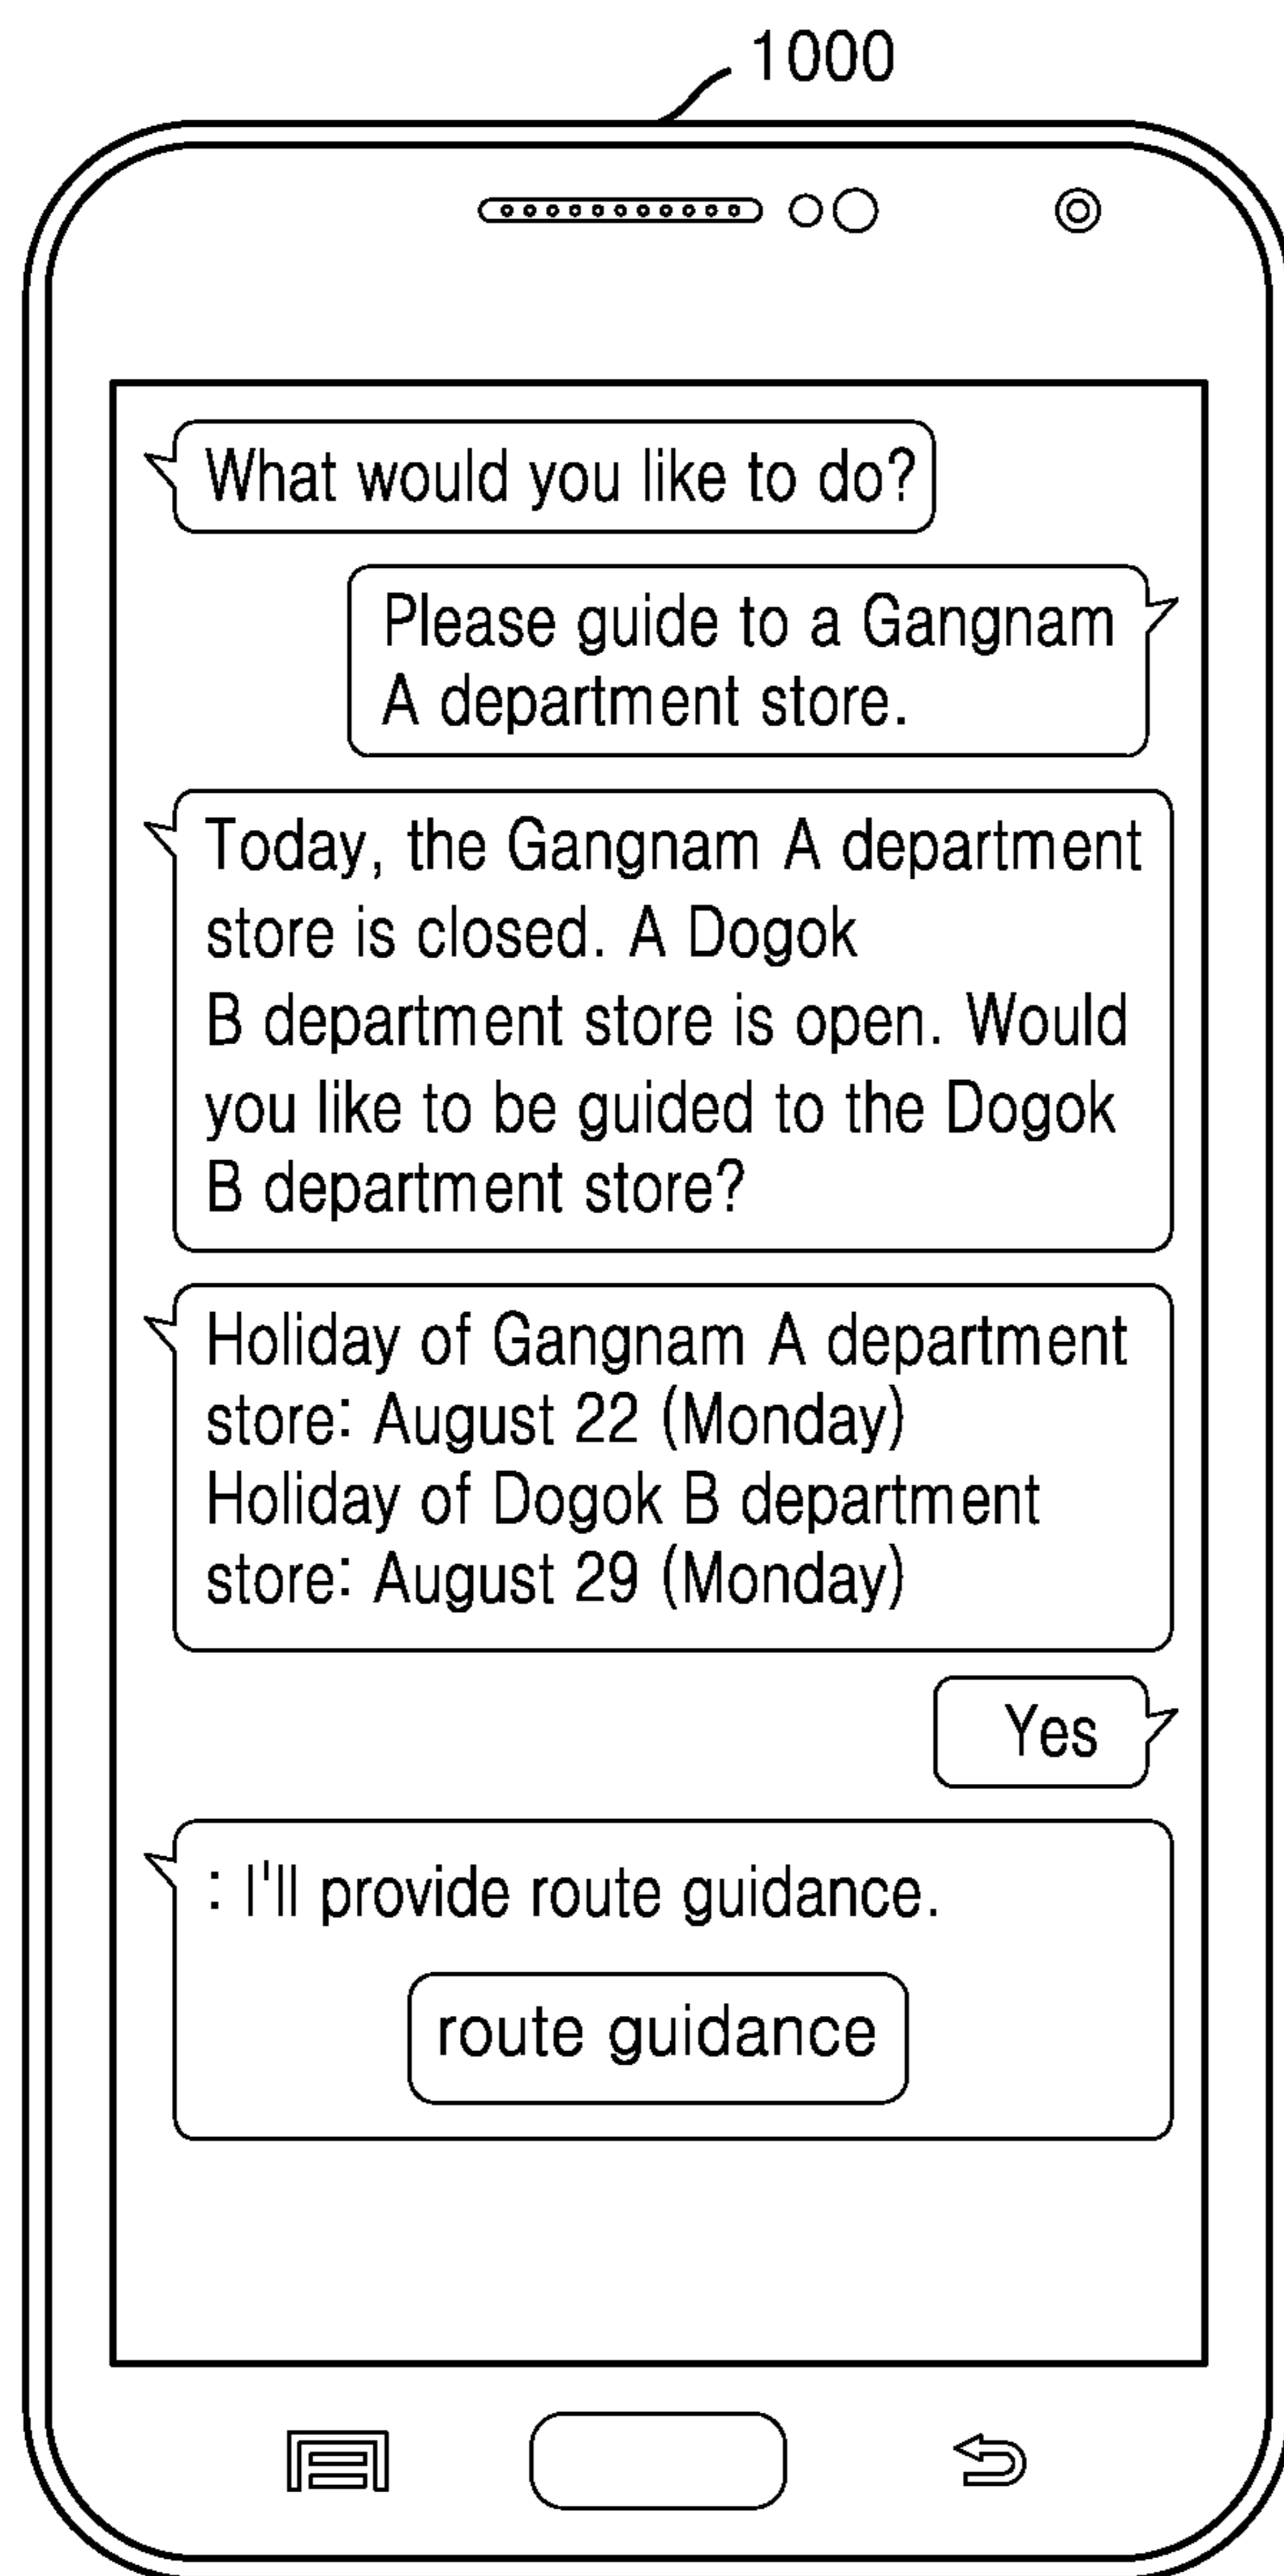 1000
What would you like to do?
Please guide to a Gangnam
A department store.
Today, the Gangnam A department
store is closed. A Dogok
B department store is open. Would
you like to be guided to the Dogok
B department store?
Holiday of Gangnam A department
store: August 22 (Monday)
Holiday of Dogok B department
store: August 29 (Monday)
Yes
: I'll provide route guidance.
route guidance